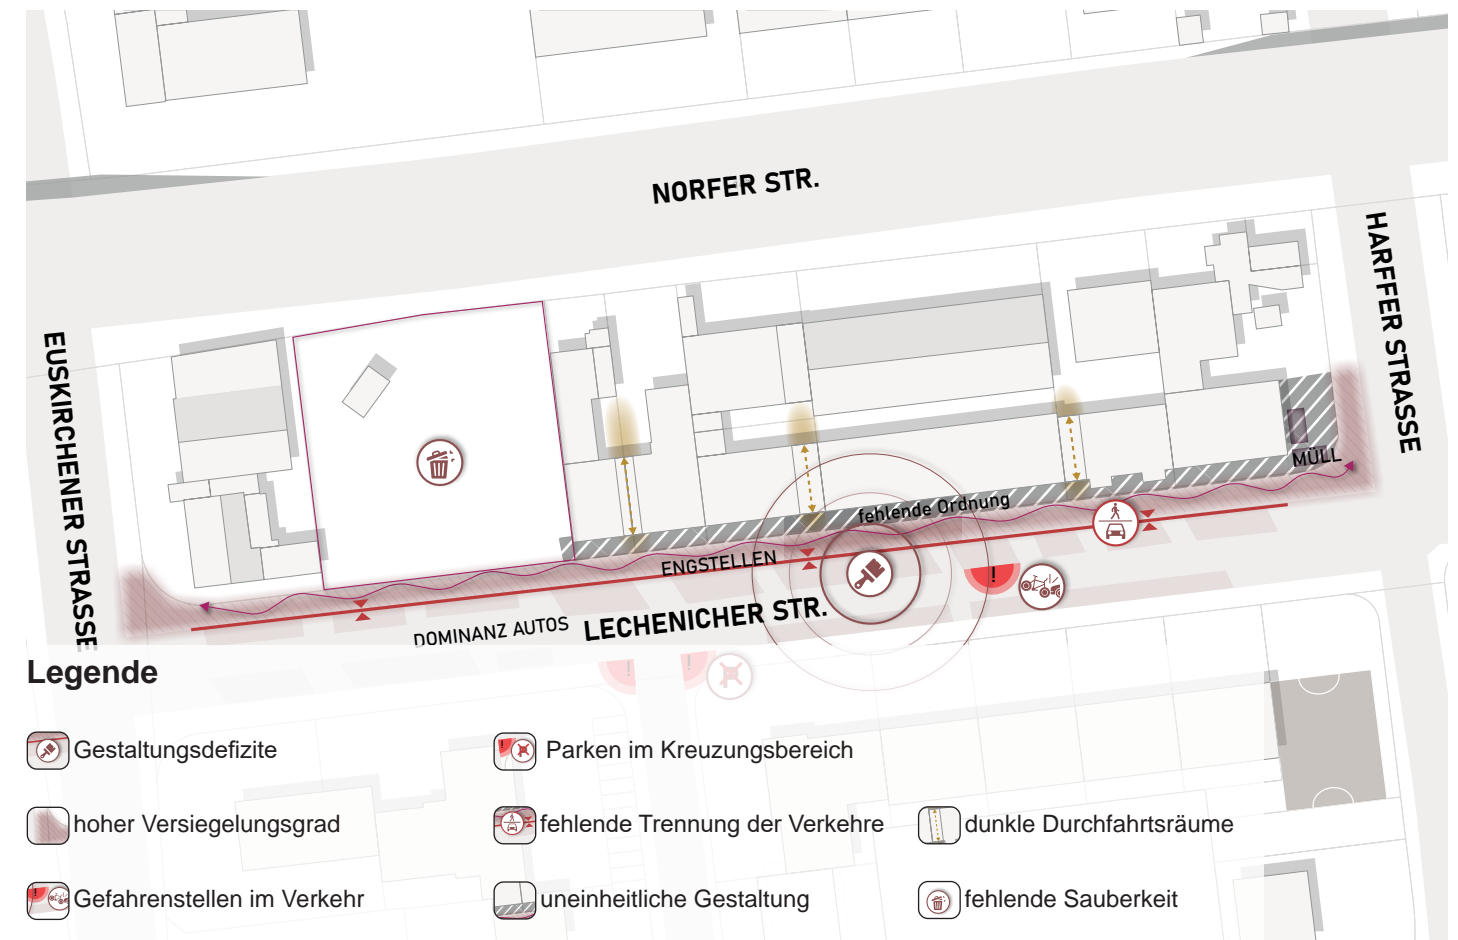 NORFER STR.
HARFFER STRASSE
EUSKIRCHENER STRASSE
MÜLL
fehlende Ordnung
ENGSTELLEN
!
DOMINANZ AUTOS
LECHENICHER STR.
! !
Legende
Gestaltungsdefizite
Parken im Kreuzungsbereich
hoher Versiegelungsgrad
fehlende Trennung der Verkehre
dunkle Durchfahrtsräume
Gefahrenstellen im Verkehr
uneinheitliche Gestaltung
fehlende Sauberkeit